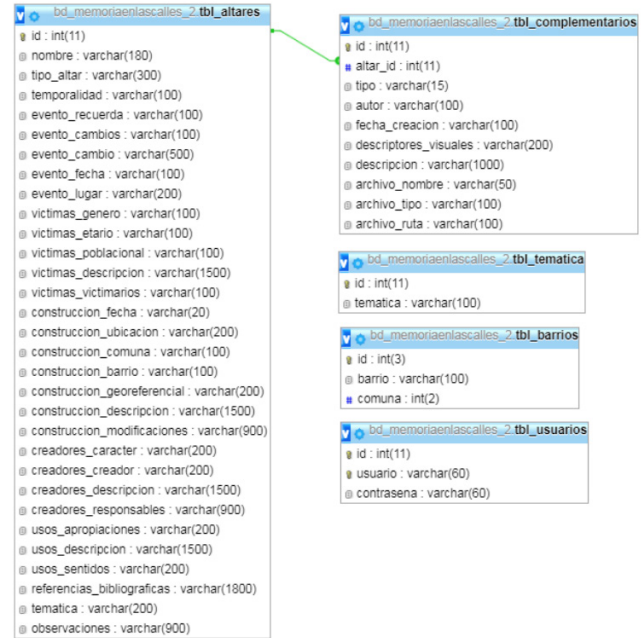 bd_memoriaenlascalles_2.tbl_altares
id : int(11)
nombre : varchar(180)
tipo_altar : varchar(300)
temporalidad : varchar(100)
evento_recuerda : varchar(100)
evento_cambios : varchar(100)
evento_cambio : varchar(500)
evento_fecha : varchar(100)
evento_lugar : varchar(200)
victimas_genero : varchar(100)
victimas_etario : varchar(100)
victimas_poblacional : varchar(100)
victimas_descripcion : varchar(1500)
victimas_victimarios : varchar(100)
construccion_fecha : varchar(20)
construccion_ubicacion : varchar(200)
construccion_comuna : varchar(100)
construccion_barrio : varchar(100)
construccion_georeferencial : varchar(200)
construccion_descripcion : varchar(1500)
construccion_modificaciones : varchar(900)
creadores_caracter : varchar(200)
creadores_creador : varchar(200)
creadores_descripcion : varchar(1500)
creadores_responsables : varchar(900)
usos_apropiaciones : varchar(200)
usos_descripcion : varchar(1500)
usos_sentidos : varchar(200)
referencias_bibliograficas : varchar(1800)
tematica : varchar(200)
observaciones : varchar(900)
bd_memoriaenlascalles_2.tbl_complementarios
id : int(11)
altar_id : int(11)
tipo : varchar(15)
autor : varchar(100)
fecha_creacion : varchar(100)
descriptores_visuales : varchar(200)
descripcion : varchar(1000)
archivo_nombre : varchar(50)
archivo_tipo : varchar(100)
archivo_ruta : varchar(100)
bd_memoriaenlascalles_2.tbl_tematica
id : int(11)
tematica : varchar(100)
bd_memoriaenlascalles_2.tbl_barrios
id : int(3)
barrio : varchar(100)
comuna : int(2)
bd_memoriaenlascalles_2.tbl_usuarios
id : int(11)
usuario : varchar(60)
contrasena : varchar(60)